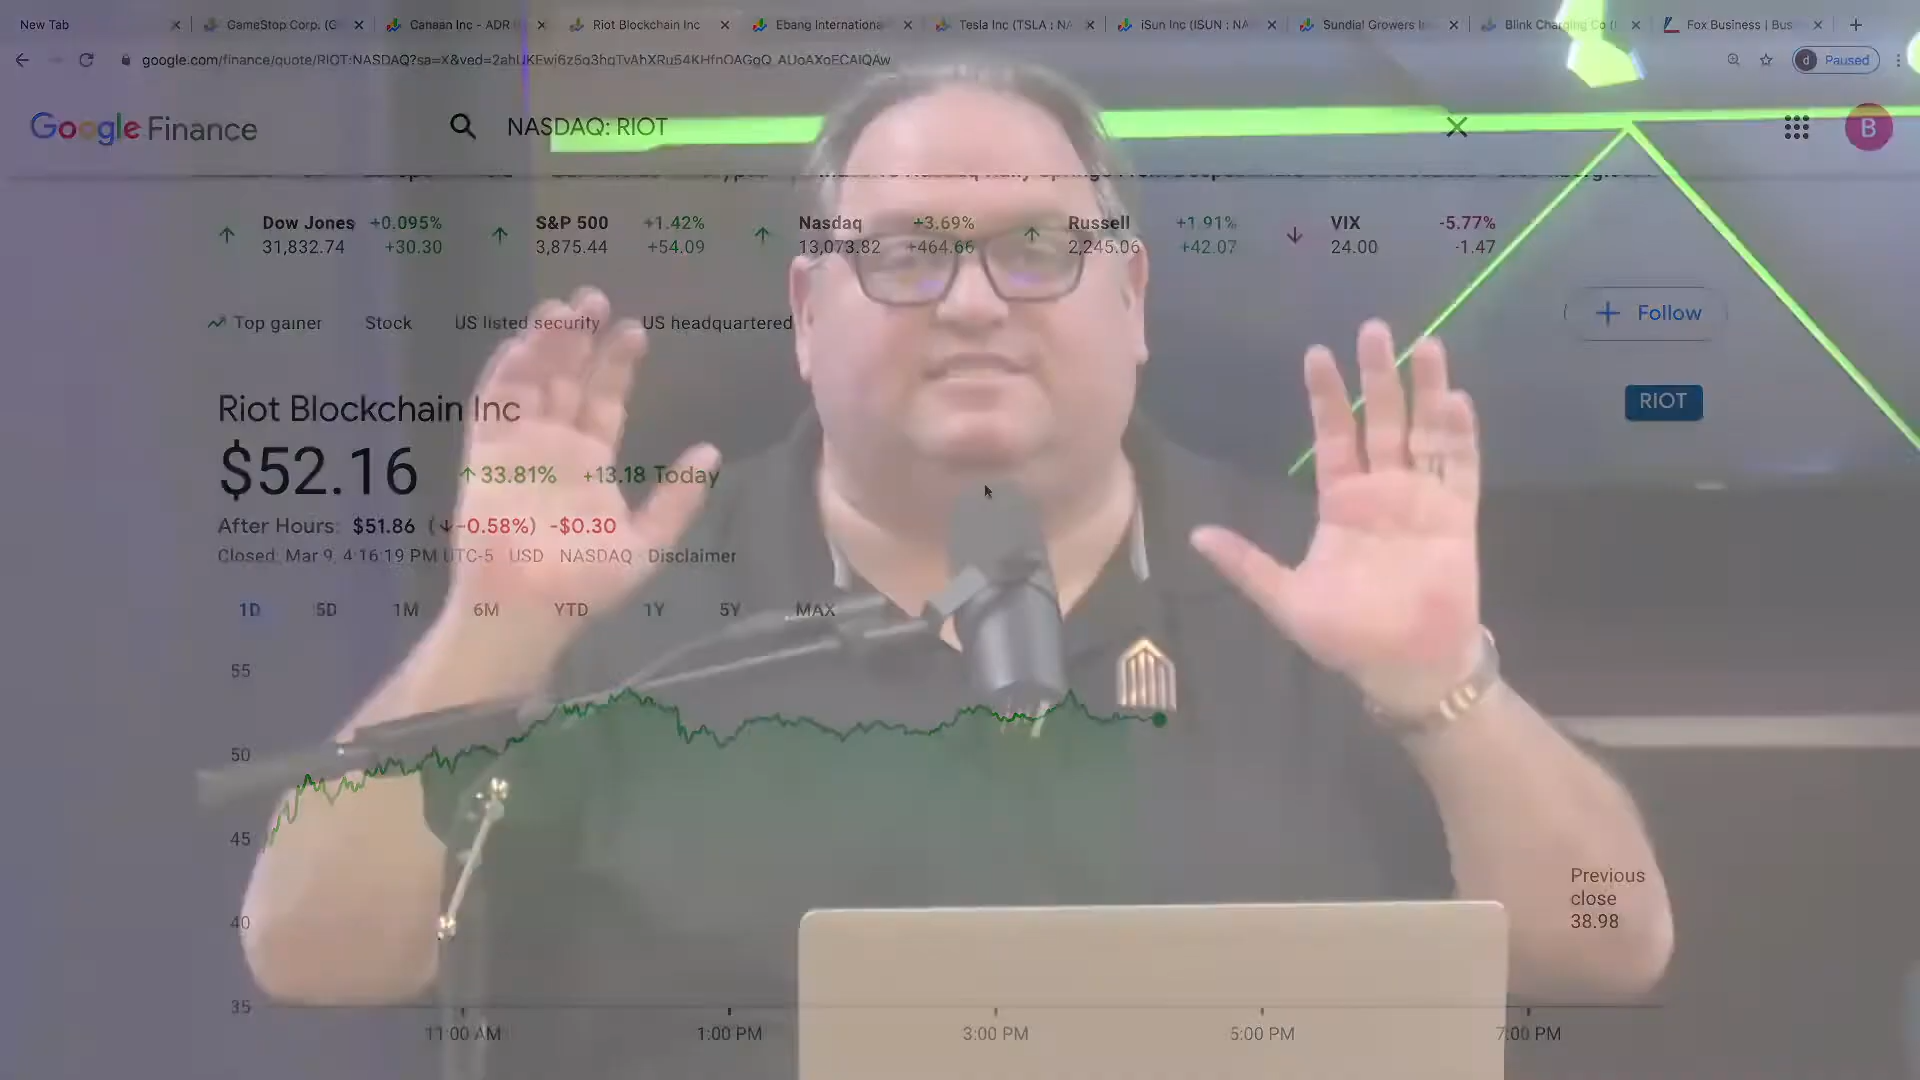 New Tab
GameStop Corp. (G
Canaan Inc - ADR (
Riot Blockchain Inc
Ebang Internationa
Tesla Inc (TSLA : NA
iSun Inc (ISUN : NA
Sundial Growers In
Blink Charging Co (
Fox Business | Bus
google.com/finance/quote/RIOT:NASDAQ
Paused
Google Finance
NASDAQ: RIOT
B
Dow Jones +0.095%
31,832.74 +30.30
S&P 500 +1.42%
3,875.44 +54.09
Nasdaq +3.69%
13,073.82 +464.66
Russell +1.91%
2,245.06 +42.07
VIX -5.77%
24.00 -1.47
Top gainer
Stock
US listed security
US headquartered
Follow
Riot Blockchain Inc
RIOT
$52.16 33.81% +13.18 Today
After Hours: $51.86 (-0.58%) -$0.30
Closed: Mar 9, 4:16:19 PM UTC-5 · USD · NASDAQ · Disclaimer
1D 5D 1M 6M YTD 1Y 5Y MAX
55
50
45
40
35
Previous
close
38.98
11:00 AM 1:00 PM 3:00 PM 5:00 PM 7:00 PM